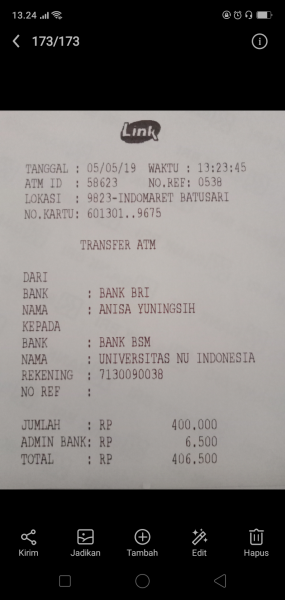 13.24
173/173
Link
TANGGAL : 05/05/19 WAKTU : 13:23:45
ATM ID : 58623 NO.REF: 0538
LOKASI : 9823-INDOMARET BATUSARI
NO.KARTU: 601301..9675
TRANSFER ATM
DARI
BANK : BANK BRI
NAMA : ANISA YUNINGSIH
KEPADA
BANK : BANK BSM
NAMA : UNIVERSITAS NU INDONESIA
REKENING : 7130090038
NO REF :
JUMLAH : RP 400.000
ADMIN BANK: RP 6.500
TOTAL : RP 406.500
Kirim Jadikan Tambah Edit Hapus